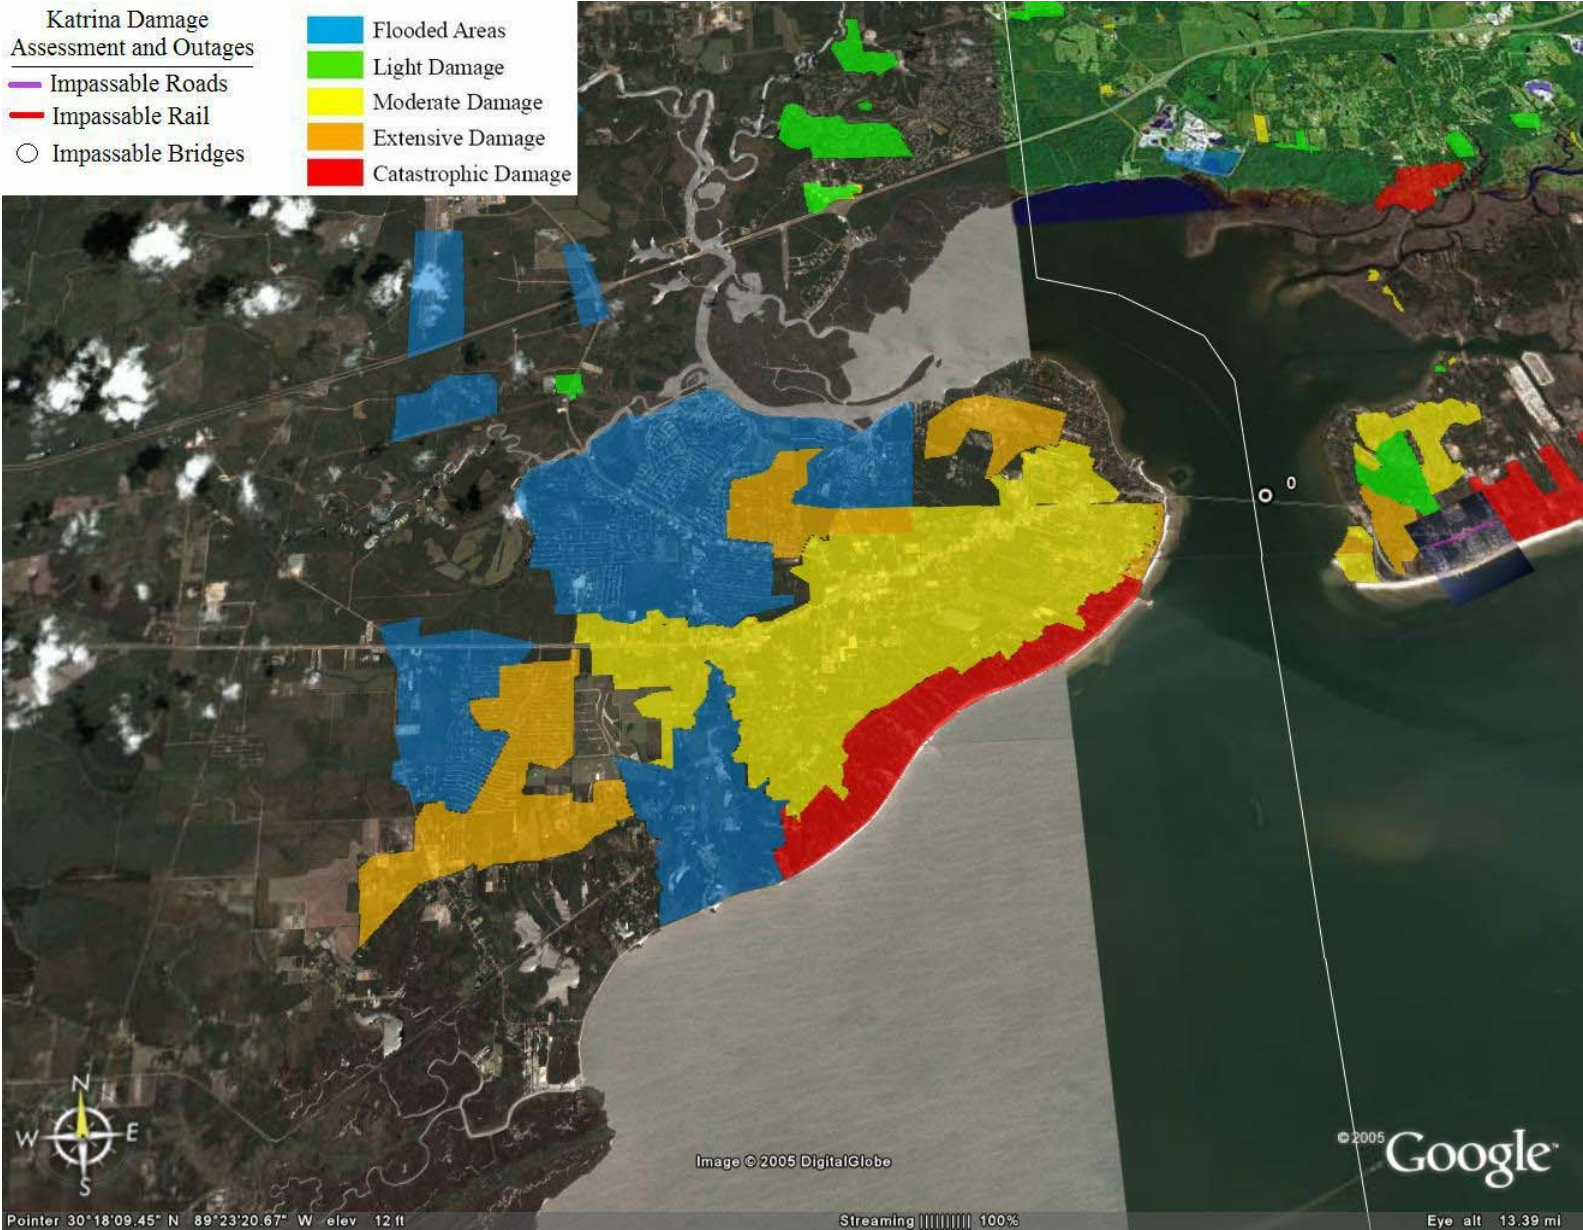 Katrina Damage
Assessment and Outages
Impassable Roads
Impassable Rail
Impassable Bridges
Flooded Areas
Light Damage
Moderate Damage
Extensive Damage
Catastrophic Damage
0
N
W
E
S
© 2005 Google™
Image © 2005 DigitalGlobe
Pointer 30°18'09.45" N 89°23'20.67" W elev 12 ft
Streaming |||||||||| 100%
Eye alt 13.39 mi